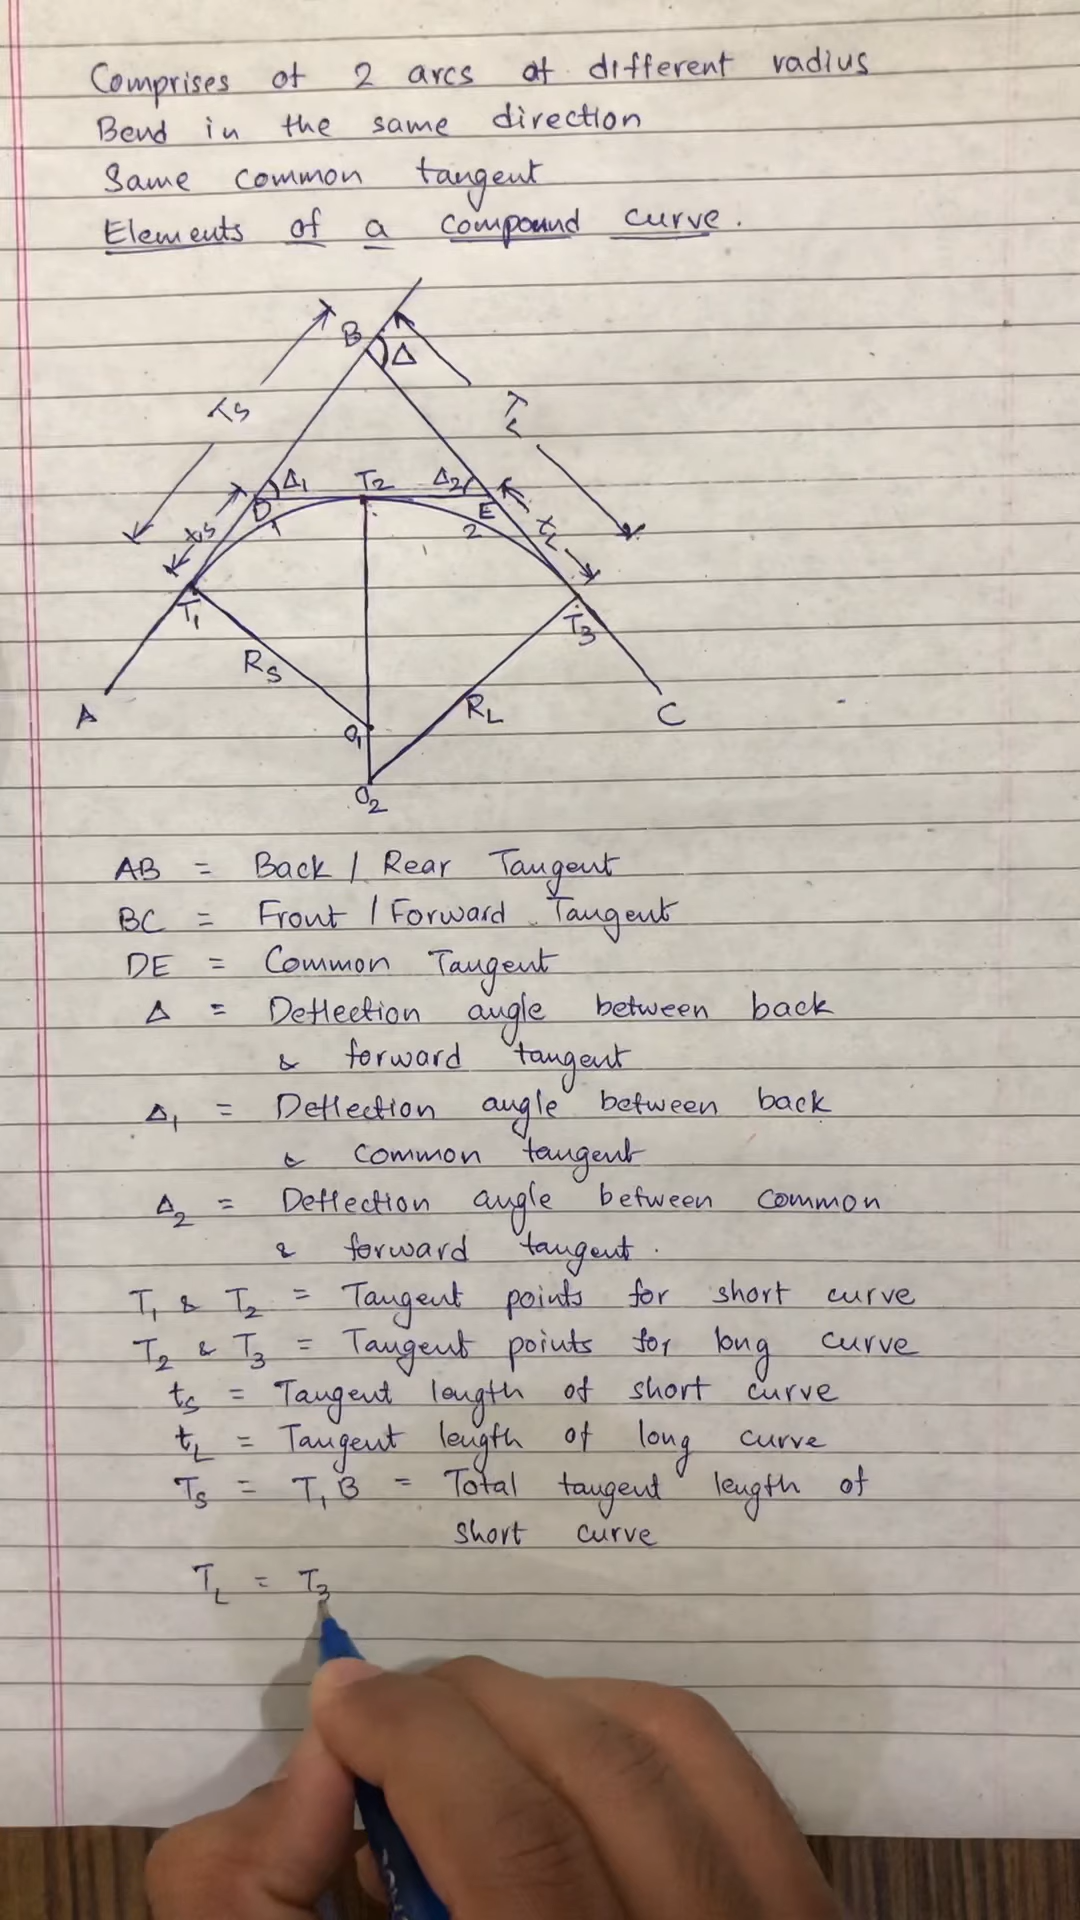 Comprises of 2 arcs of different radius
Bend in the same direction
Same common tangent
Elements of a compound curve.
B
Δ
TS
TL
Δ1
T2
Δ2
D
E
tS
1
2
tL
T1
T3
RS
RL
A
O1
C
O2
AB = Back / Rear Tangent
BC = Front / Forward Tangent
DE = Common Tangent
Δ = Deflection angle between back
& forward tangent
Δ1 = Deflection angle between back
& common tangent
Δ2 = Deflection angle between common
& forward tangent.
T1 & T2 = Tangent points for short curve
T2 & T3 = Tangent points for long curve
tS = Tangent length of short curve
tL = Tangent length of long curve
TS = T1B = Total tangent length of
short curve
TL = T3